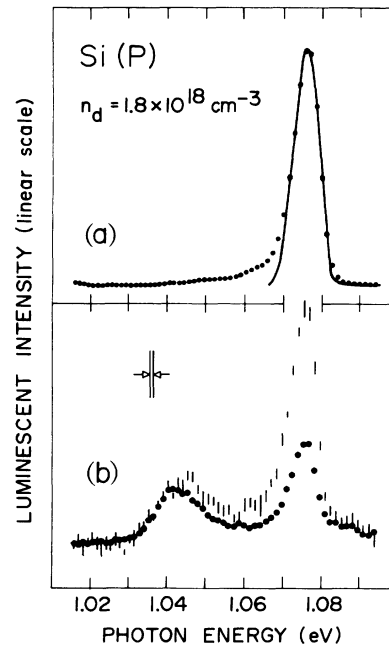 Si (P)
n_d = 1.8 × 10^18 cm^-3
(a)
(b)
LUMINESCENT INTENSITY (linear scale)
1.02 1.04 1.06 1.08
PHOTON ENERGY (eV)